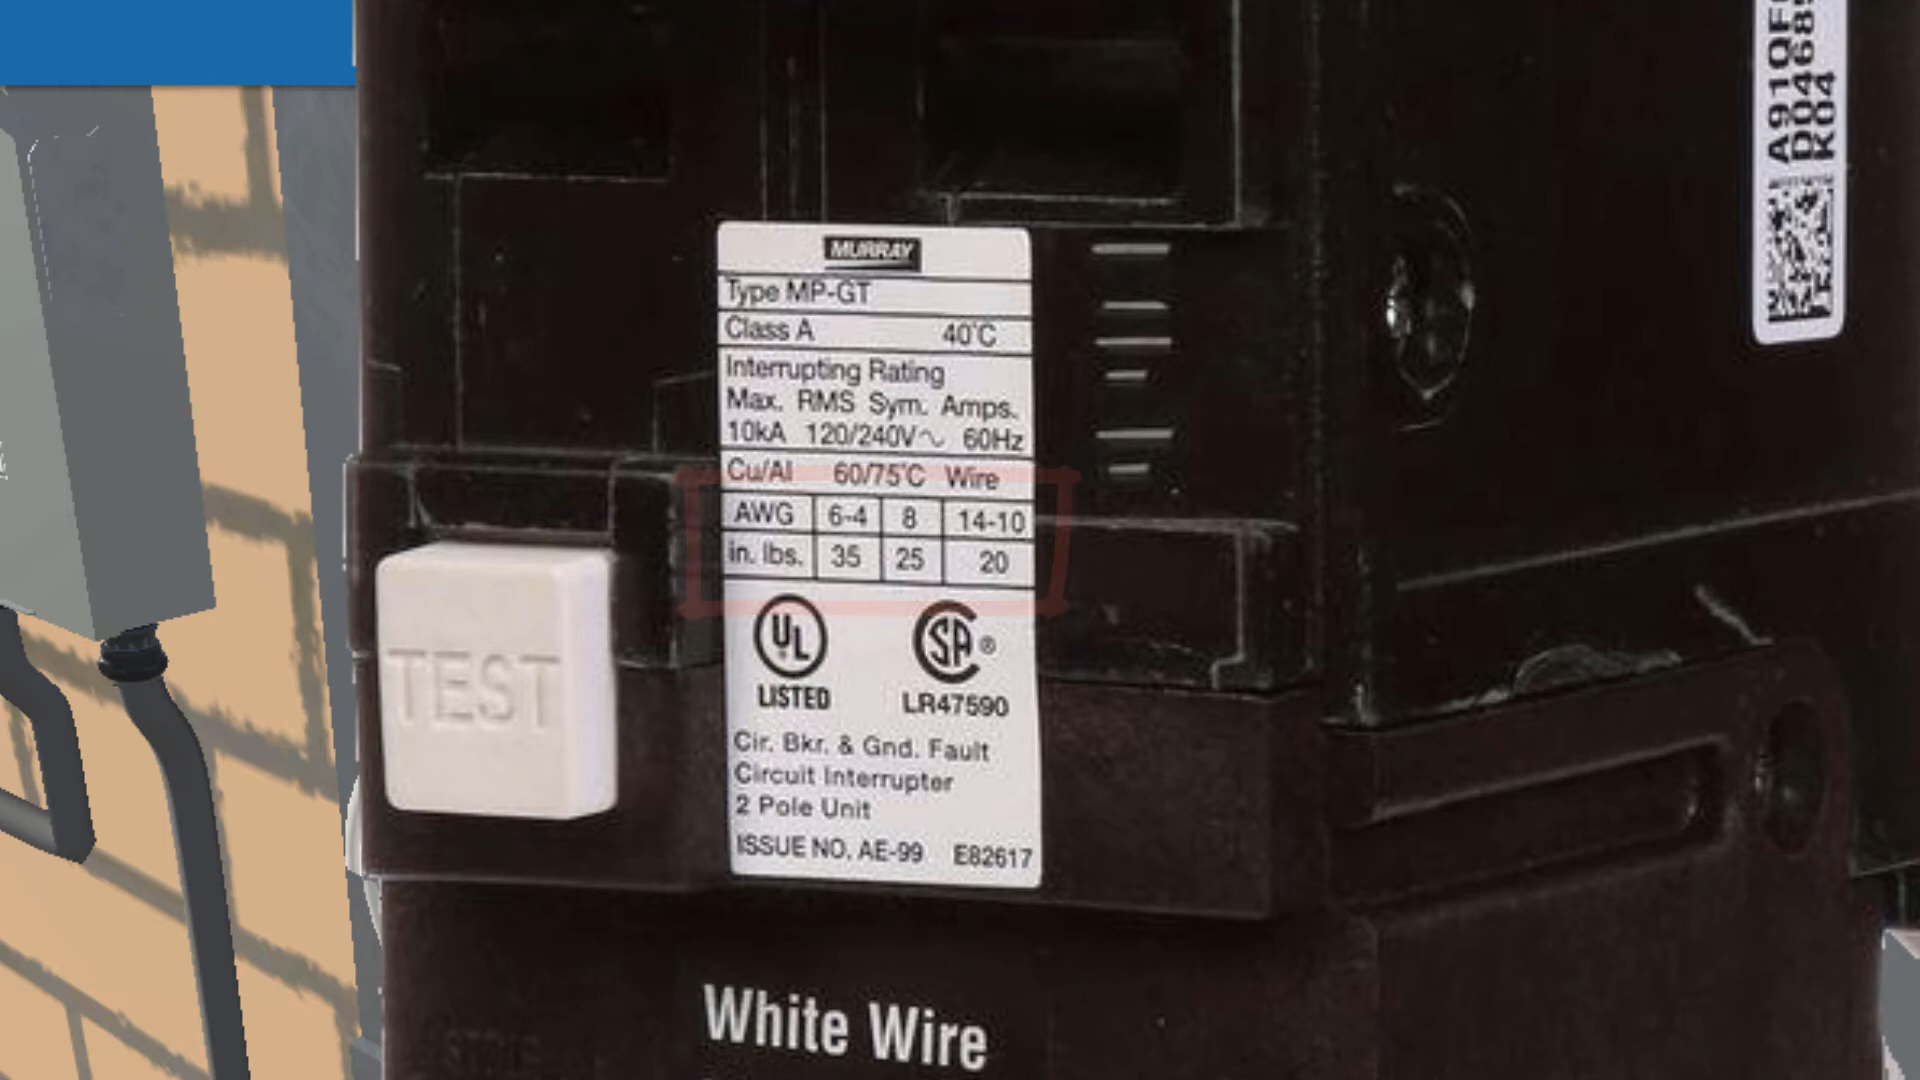 MURRAY
Type MP-GT
Class A 40°C
Interrupting Rating
Max. RMS Sym. Amps.
10kA 120/240V~ 60Hz
Cu/Al 60/75°C Wire
AWG 6-4 8 14-10
in. lbs. 35 25 20
UL SA ®
LISTED LR47590
Cir. Bkr. & Gnd. Fault
Circuit Interrupter
2 Pole Unit
ISSUE NO. AE-99 E82617
TEST
White Wire
K04